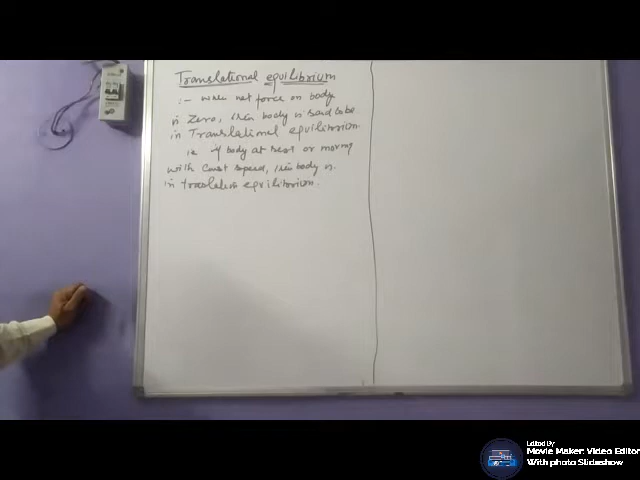 Translational equilibrium
:- when net force on body
is zero, then body is said to be
in Translational equilibrium.
ie if body at rest or moving
with const speed, then body is
in equilibrium.
Edited By
Movie Maker: Video Editor
With photo Slideshow